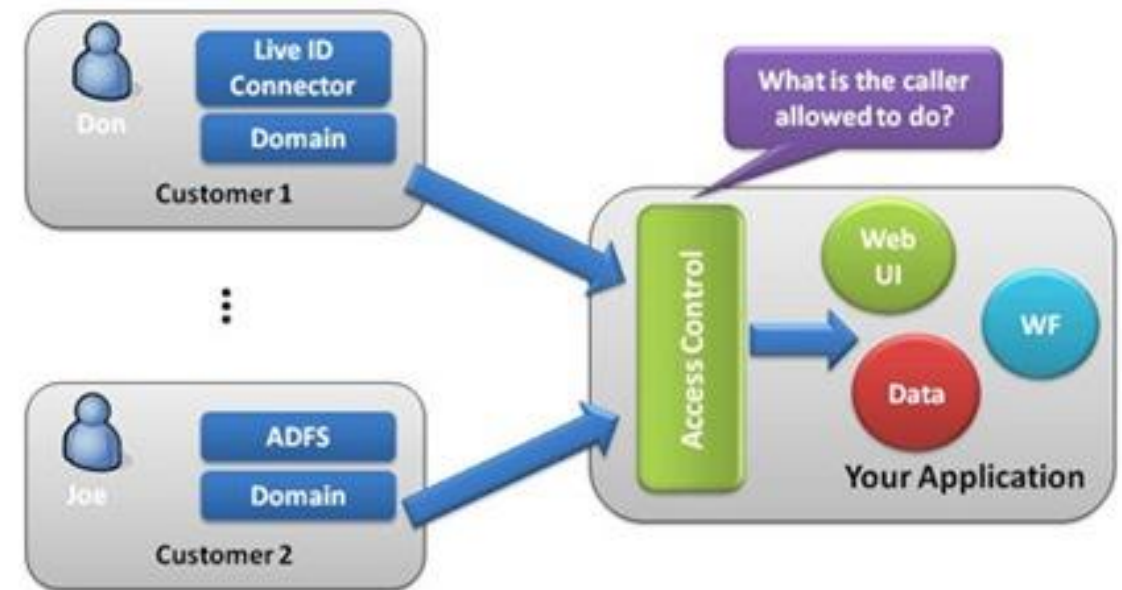 Live ID
Connector
Don
Domain
Customer 1
ADFS
Joe
Domain
Customer 2
What is the caller
allowed to do?
Access Control
Web
UI
WF
Data
Your Application